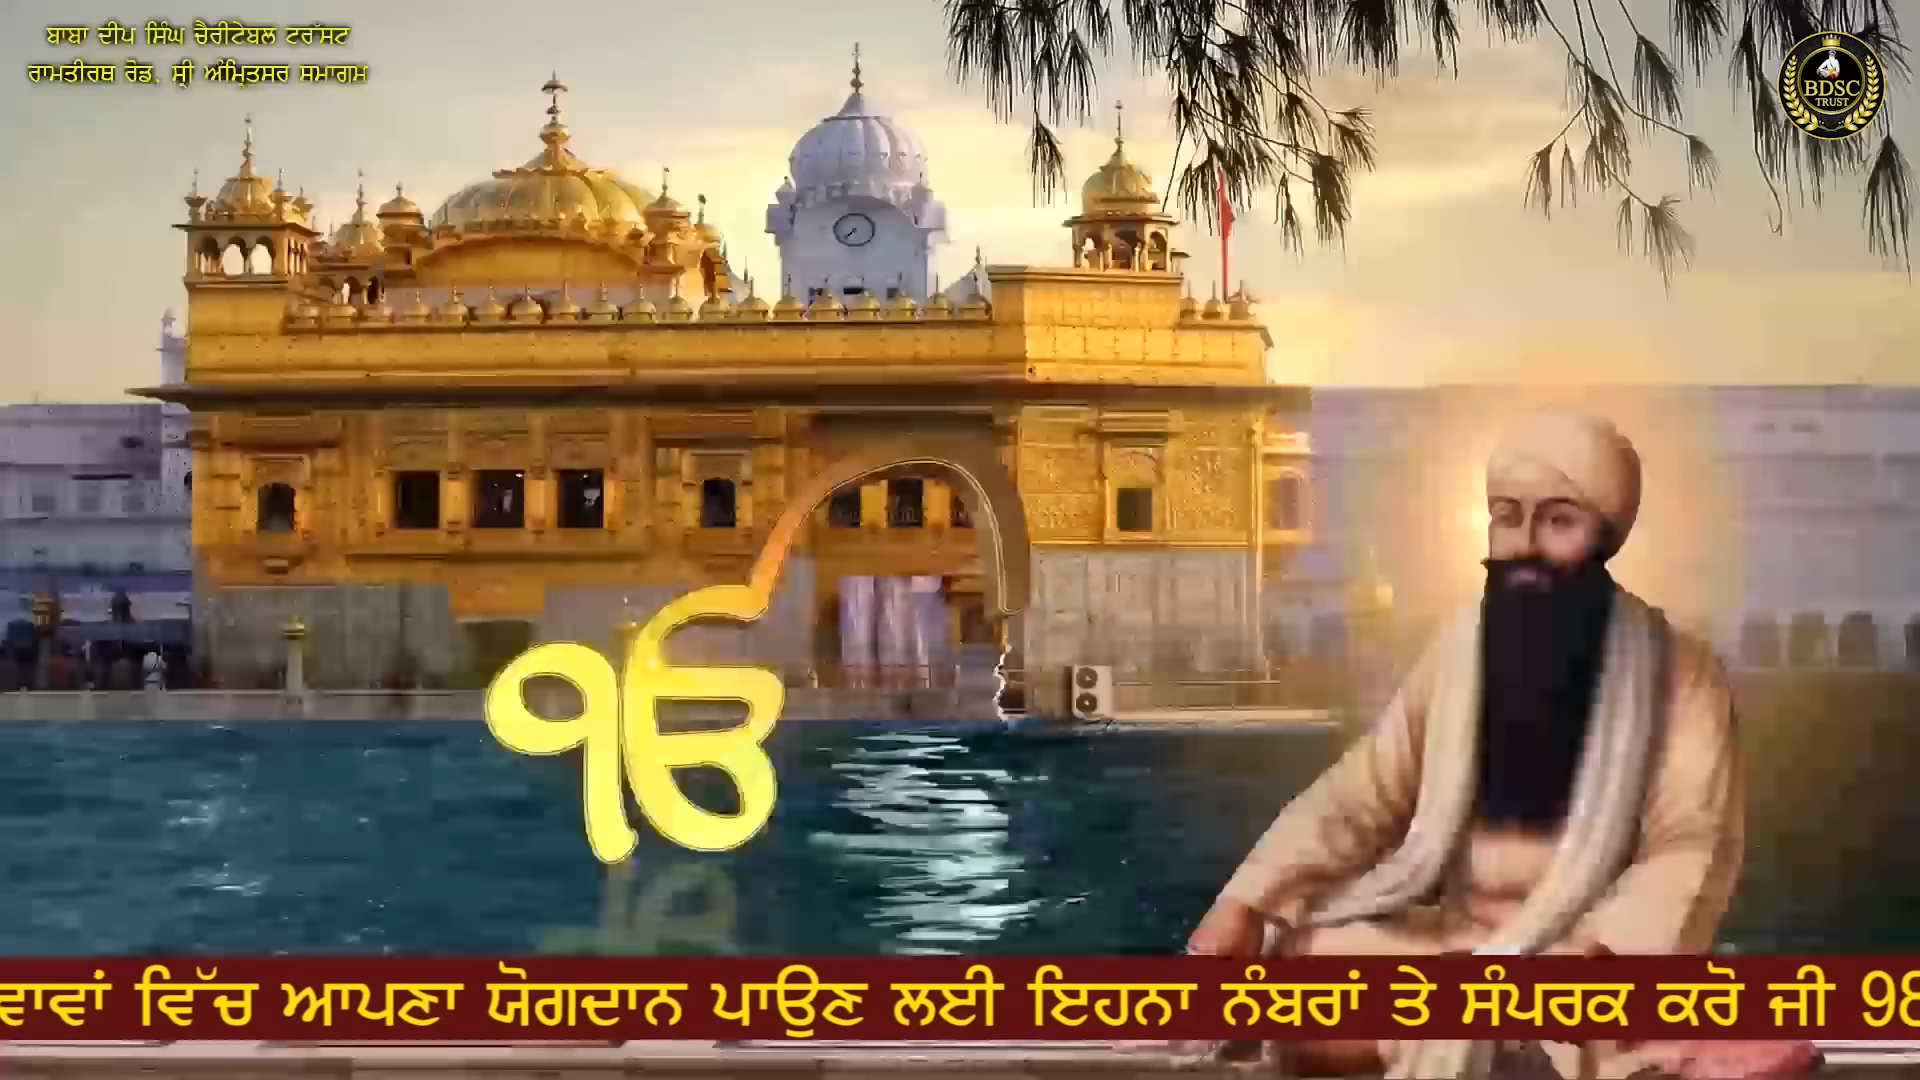 ਬਾਬਾ ਦੀਪ ਸਿੰਘ ਚੈਰੀਟੇਬਲ ਟਰੱਸਟ
ਰਾਮਤੀਰਥ ਰੋਡ, ਸ੍ਰੀ ਅੰਮ੍ਰਿਤਸਰ ਸਮਾਗਮ
BDSC
TRUST
ੴ
ਵਾਵਾਂ ਵਿੱਚ ਆਪਣਾ ਯੋਗਦਾਨ ਪਾਉਣ ਲਈ ਇਹਨਾ ਨੰਬਰਾਂ ਤੇ ਸੰਪਰਕ ਕਰੋ ਜੀ 98